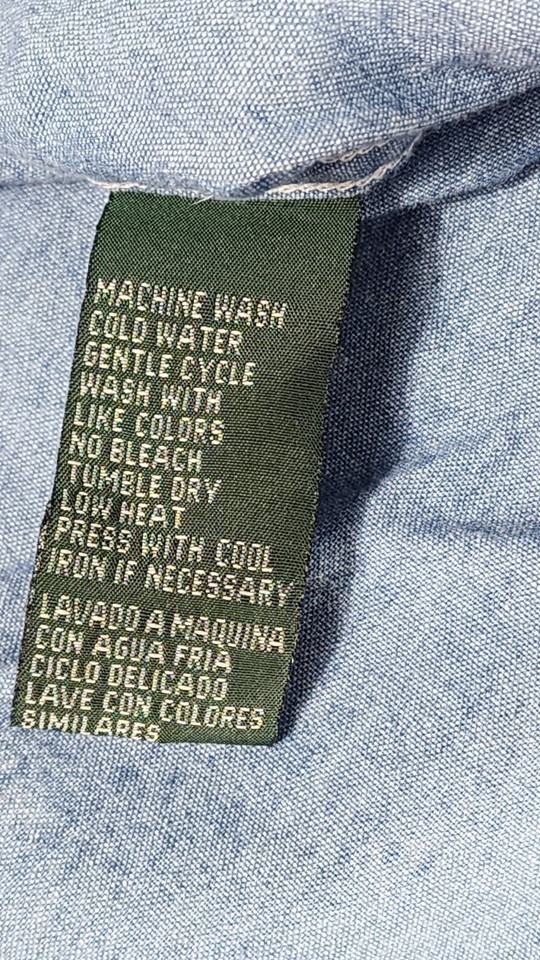 MACHINE WASH
COLD WATER
GENTLE CYCLE
WASH WITH
LIKE COLORS
NO BLEACH
TUMBLE DRY
LOW HEAT
PRESS WITH COOL
IRON IF NECESSARY
LAVADO A MAQUINA
CON AGUA FRIA
CICLO DELICADO
LAVE CON COLORES
SIMILARES